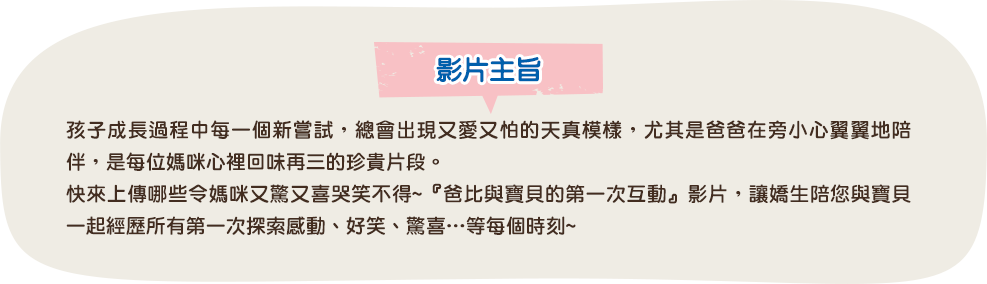 影片主旨
孩子成長過程中每一個新嘗試，總會出現又愛又怕的天真模樣，尤其是爸爸在旁小心翼翼地陪
伴，是每位媽咪心裡回味再三的珍貴片段。
快來上傳哪些令媽咪又驚又喜哭笑不得~『爸比與寶貝的第一次互動』影片，讓嬌生陪您與寶貝
一起經歷所有第一次探索感動、好笑、驚喜…等每個時刻~